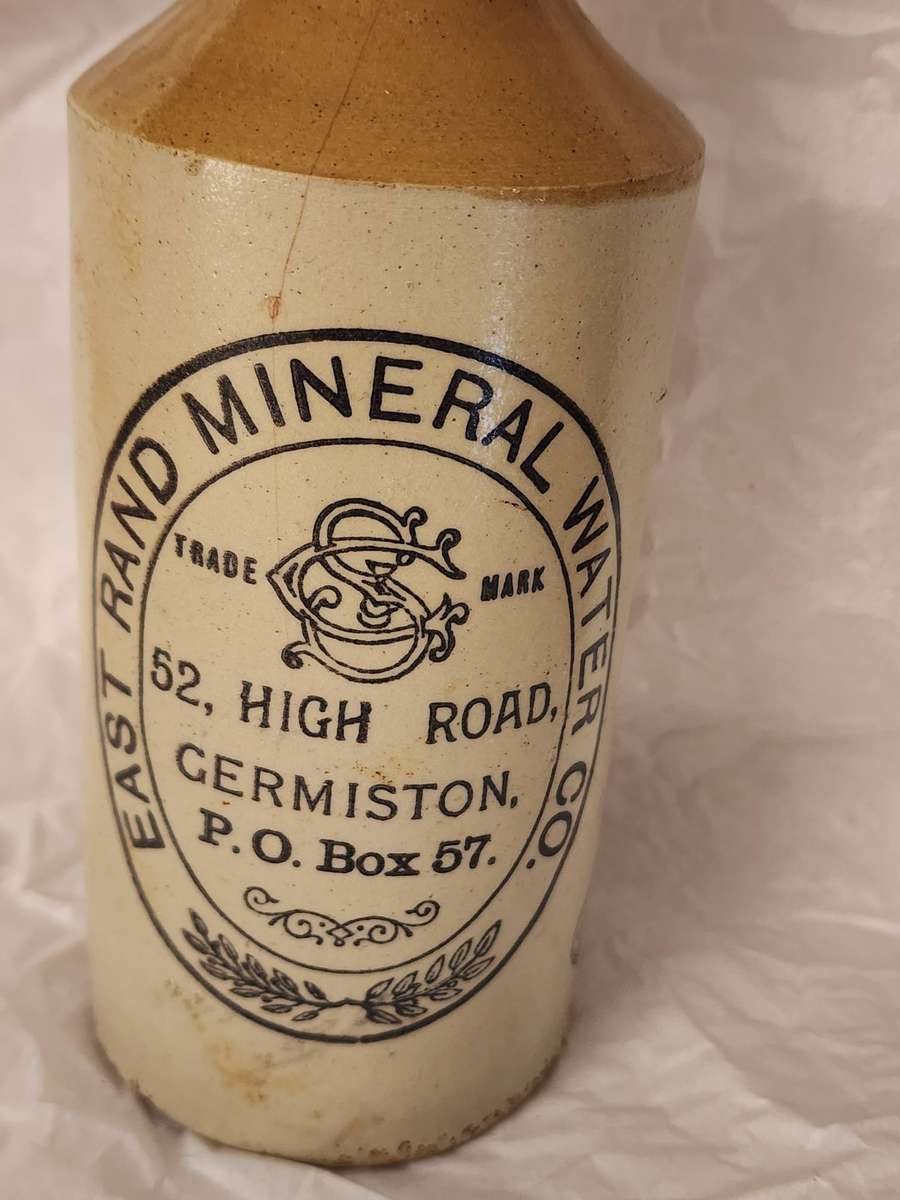 EAST RAND MINERAL WATER CO.
TRADE MARK
52, HIGH ROAD,
GERMISTON,
P.O. Box 57.